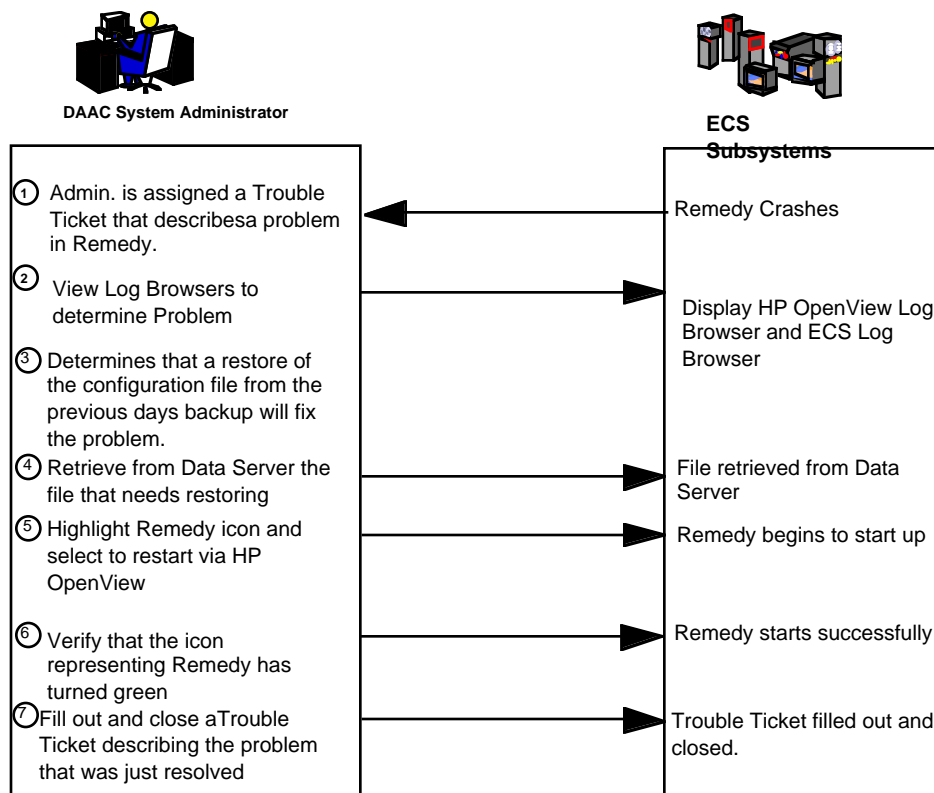 DAAC System Administrator
ECS
Subsystems
1 Admin. is assigned a Trouble
Ticket that describesa problem
in Remedy.
Remedy Crashes
2 View Log Browsers to
determine Problem
Display HP OpenView Log
Browser and ECS Log
Browser
3 Determines that a restore of
the configuration file from the
previous days backup will fix
the problem.
4 Retrieve from Data Server the
file that needs restoring
File retrieved from Data
Server
5 Highlight Remedy icon and
select to restart via HP
OpenView
Remedy begins to start up
6 Verify that the icon
representing Remedy has
turned green
Remedy starts successfully
7 Fill out and close aTrouble
Ticket describing the problem
that was just resolved
Trouble Ticket filled out and
closed.